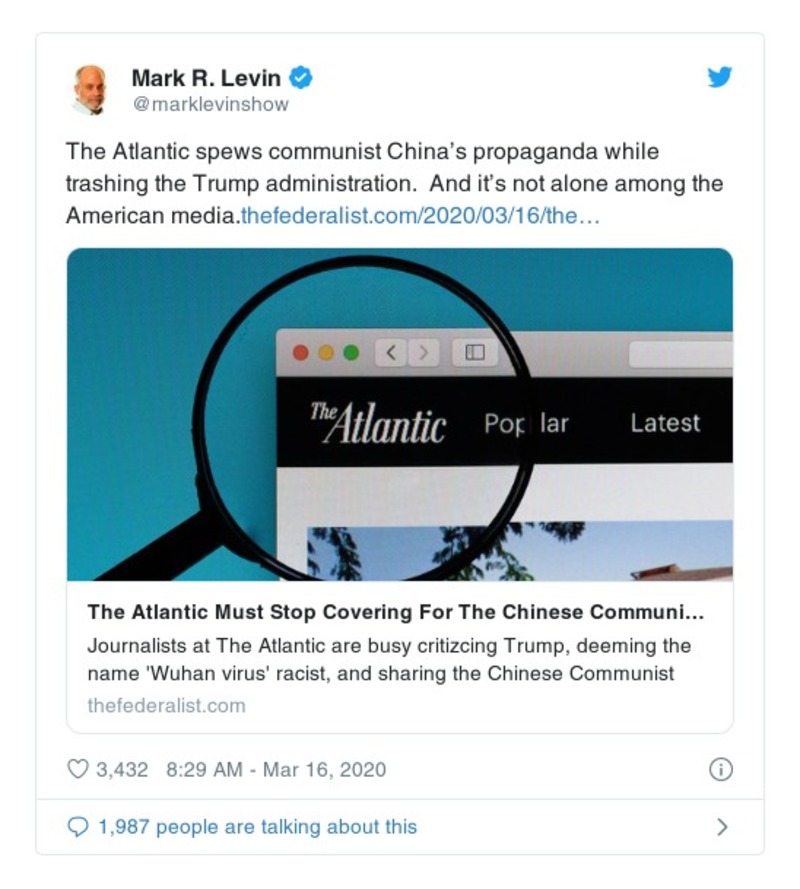 Mark R. Levin
@marklevinshow
The Atlantic spews communist China’s propaganda while
trashing the Trump administration.  And it’s not alone among the
American media.thefederalist.com/2020/03/16/the…
The Atlantic Pop lar Latest
The Atlantic Must Stop Covering For The Chinese Communi...
Journalists at The Atlantic are busy critizcing Trump, deeming the
name 'Wuhan virus' racist, and sharing the Chinese Communist
thefederalist.com
3,432 8:29 AM - Mar 16, 2020
1,987 people are talking about this